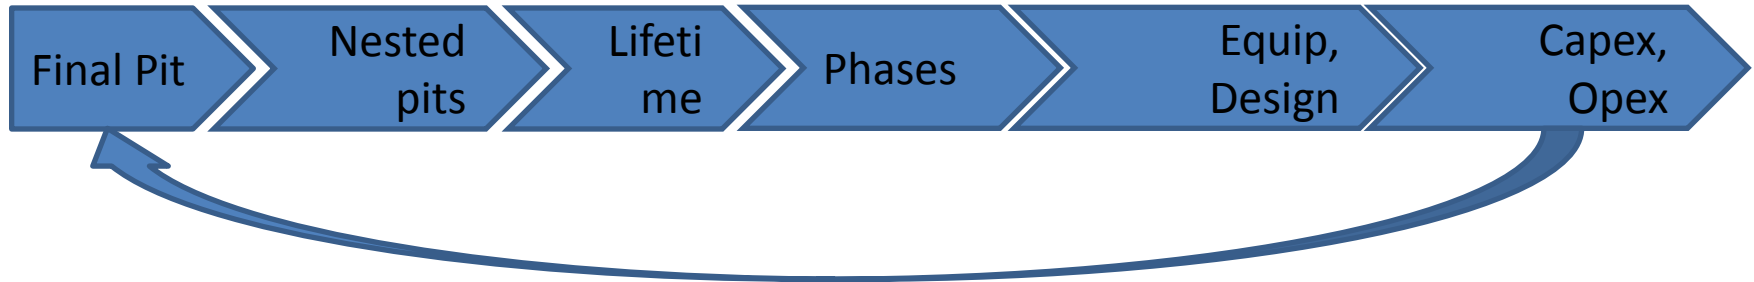 Final Pit
Nested
pits
Lifeti
me
Phases
Equip,
Design
Capex,
Opex